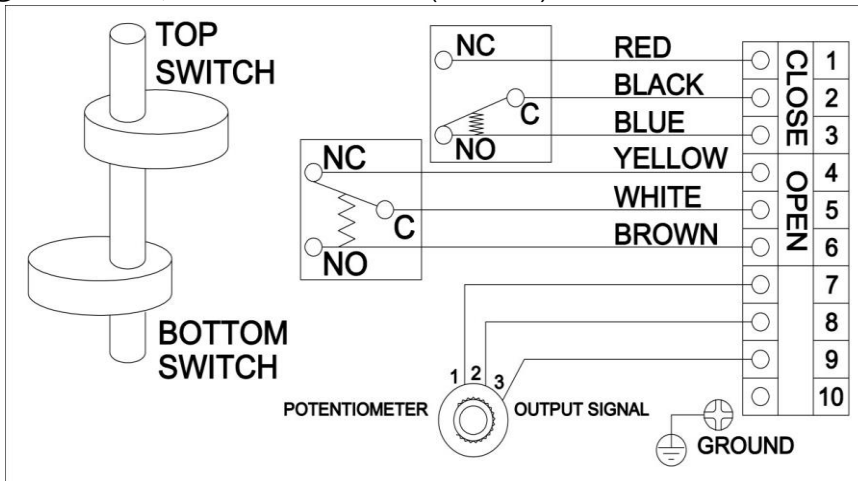 TOP
SWITCH
BOTTOM
SWITCH
NC
C
NO
NC
C
NO
RED
BLACK
BLUE
YELLOW
WHITE
BROWN
CLOSE
OPEN
1
2
3
4
5
6
7
8
9
10
1 2 3
POTENTIOMETER
OUTPUT SIGNAL
GROUND